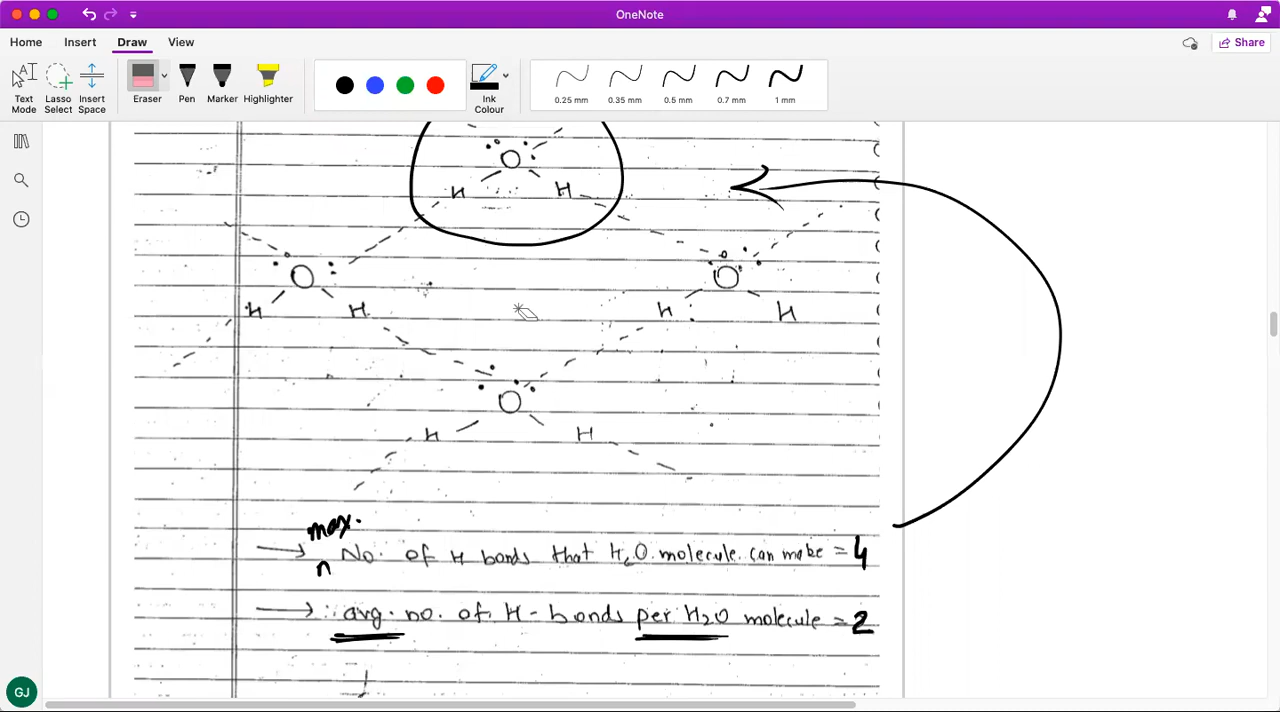 OneNote
Home Insert Draw View
Share
Text Mode
Lasso Select
Insert Space
Eraser
Pen
Marker
Highlighter
Ink Colour
0.25 mm
0.35 mm
0.5 mm
0.7 mm
1 mm
O
H H
O O
H H H H
O
H H
max.
No. of H bonds that H2O molecule can make = 4
n
avg. no. of H-bonds per H2O molecule = 2
GJ